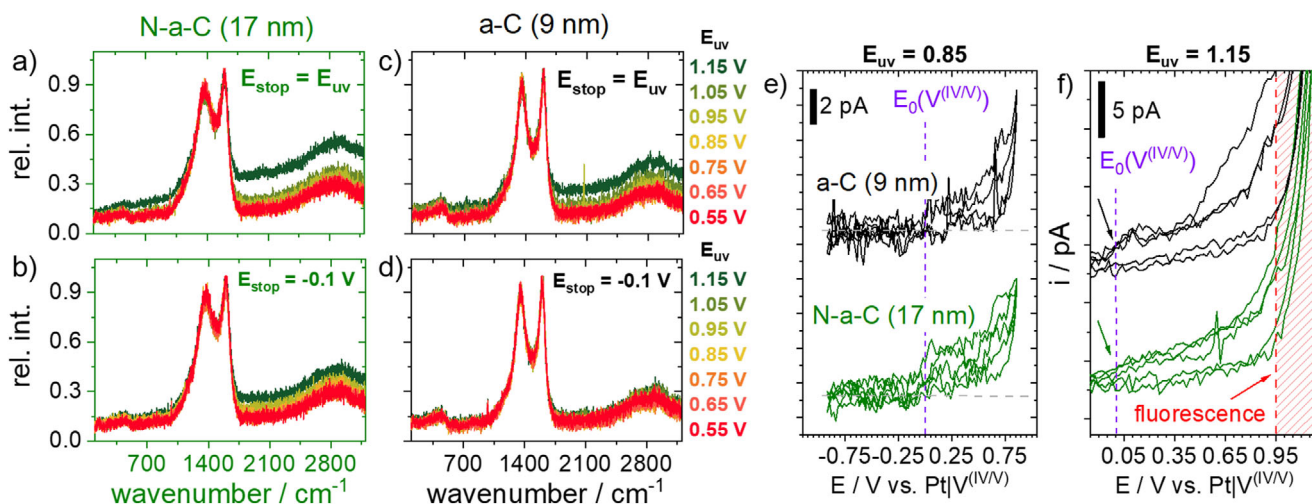 N-a-C (17 nm)
a-C (9 nm)
a)
E_stop = E_uv
rel. int.
0.9
0.6
0.3
0.0
c)
E_stop = E_uv
E_uv
1.15 V
1.05 V
0.95 V
0.85 V
0.75 V
0.65 V
0.55 V
b)
E_stop = -0.1 V
rel. int.
0.9
0.6
0.3
0.0
700 1400 2100 2800
wavenumber / cm⁻¹
d)
E_stop = -0.1 V
E_uv
1.15 V
1.05 V
0.95 V
0.85 V
0.75 V
0.65 V
0.55 V
700 1400 2100 2800
wavenumber / cm⁻¹
E_uv = 0.85
e)
2 pA
E₀(V^(IV/V))
a-C (9 nm)
N-a-C (17 nm)
-0.75 -0.25 0.25 0.75
E / V vs. Pt|V^(IV/V)
E_uv = 1.15
f)
5 pA
E₀(V^(IV/V))
i / pA
fluorescence
0.05 0.35 0.65 0.95
E / V vs. Pt|V^(IV/V)